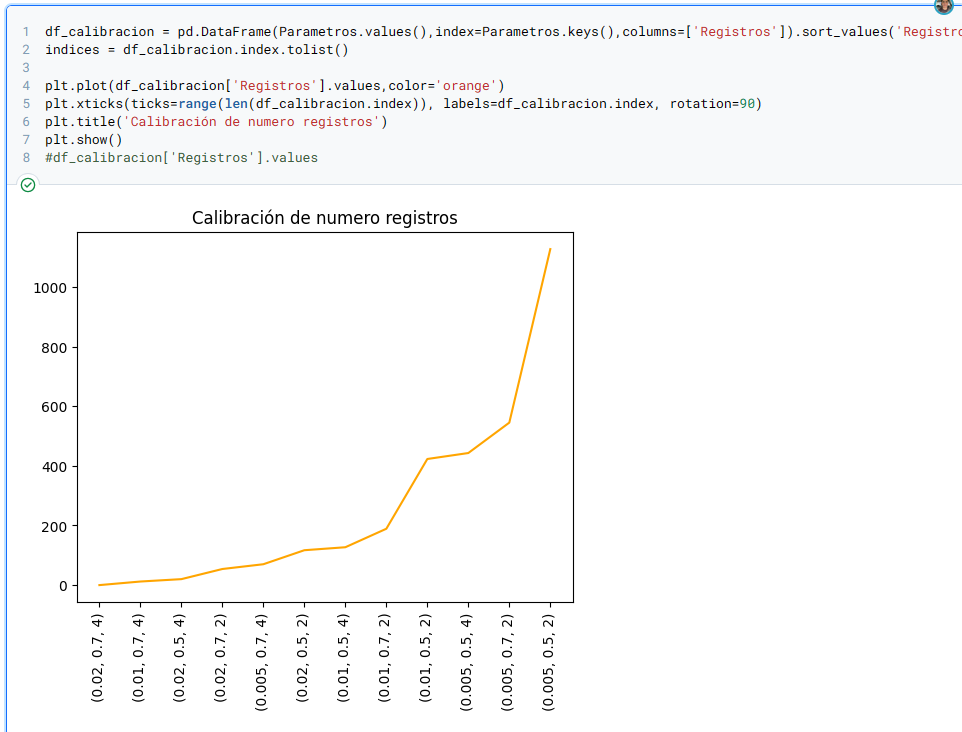 1 df_calibracion = pd.DataFrame(Parametros.values(),index=Parametros.keys(),columns=['Registros']).sort_values('Registro
2 indices = df_calibracion.index.tolist()
3
4 plt.plot(df_calibracion['Registros'].values,color='orange')
5 plt.xticks(ticks=range(len(df_calibracion.index)), labels=df_calibracion.index, rotation=90)
6 plt.title('Calibración de numero registros')
7 plt.show()
8 #df_calibracion['Registros'].values
Calibración de numero registros
1000
800
600
400
200
0
(0.02, 0.7, 4)
(0.01, 0.7, 4)
(0.02, 0.5, 4)
(0.02, 0.7, 2)
(0.005, 0.7, 4)
(0.02, 0.5, 2)
(0.01, 0.5, 4)
(0.01, 0.7, 2)
(0.01, 0.5, 2)
(0.005, 0.5, 4)
(0.005, 0.7, 2)
(0.005, 0.5, 2)